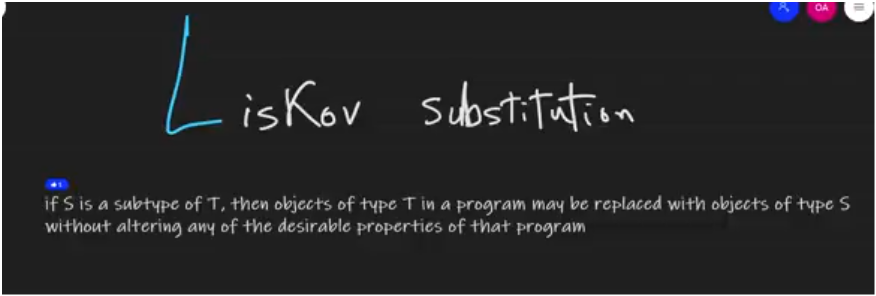 OA
Liskov substitution
1
if S is a subtype of T, then objects of type T in a program may be replaced with objects of type S
without altering any of the desirable properties of that program